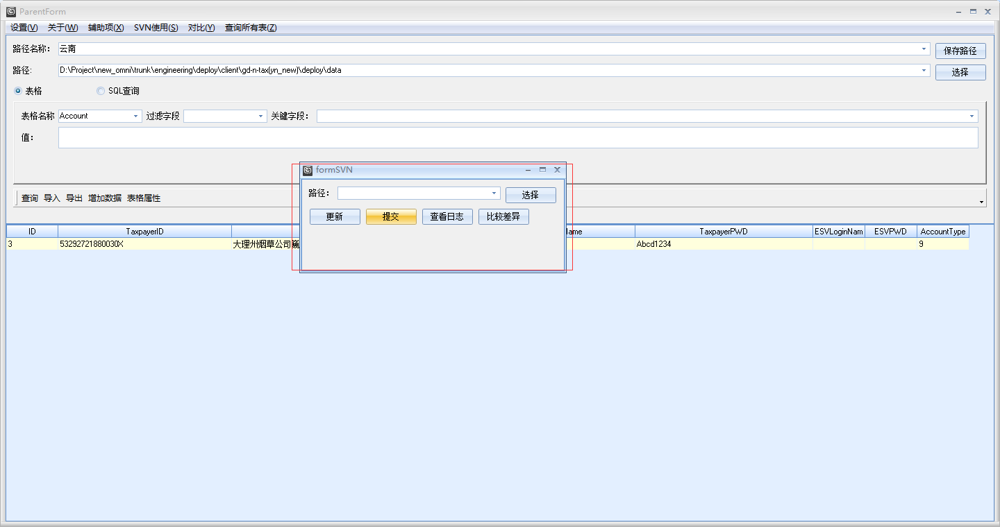 ParentForm
设置(V) 关于(W) 辅助项(X) SVN使用(S) 对比(Y) 查询所有表(Z)
路径名称: 云南 保存路径
路径: D:\Project\new_omni\trunk\engineering\deploy\client\gd-n-tax(yn_new)\deploy\data 选择
表格 SQL查询
表格名称 Account 过滤字段 关键字段:
值:
formSVN
路径: 选择
更新 提交 查看日志 比较差异
查询 导入 导出 增加数据 表格属性
ID TaxpayerID TaxpayerPWD ESVLoginNam ESVPWD AccountType
3 53292721880030X 大理州烟草公司巍 Abcd1234 9